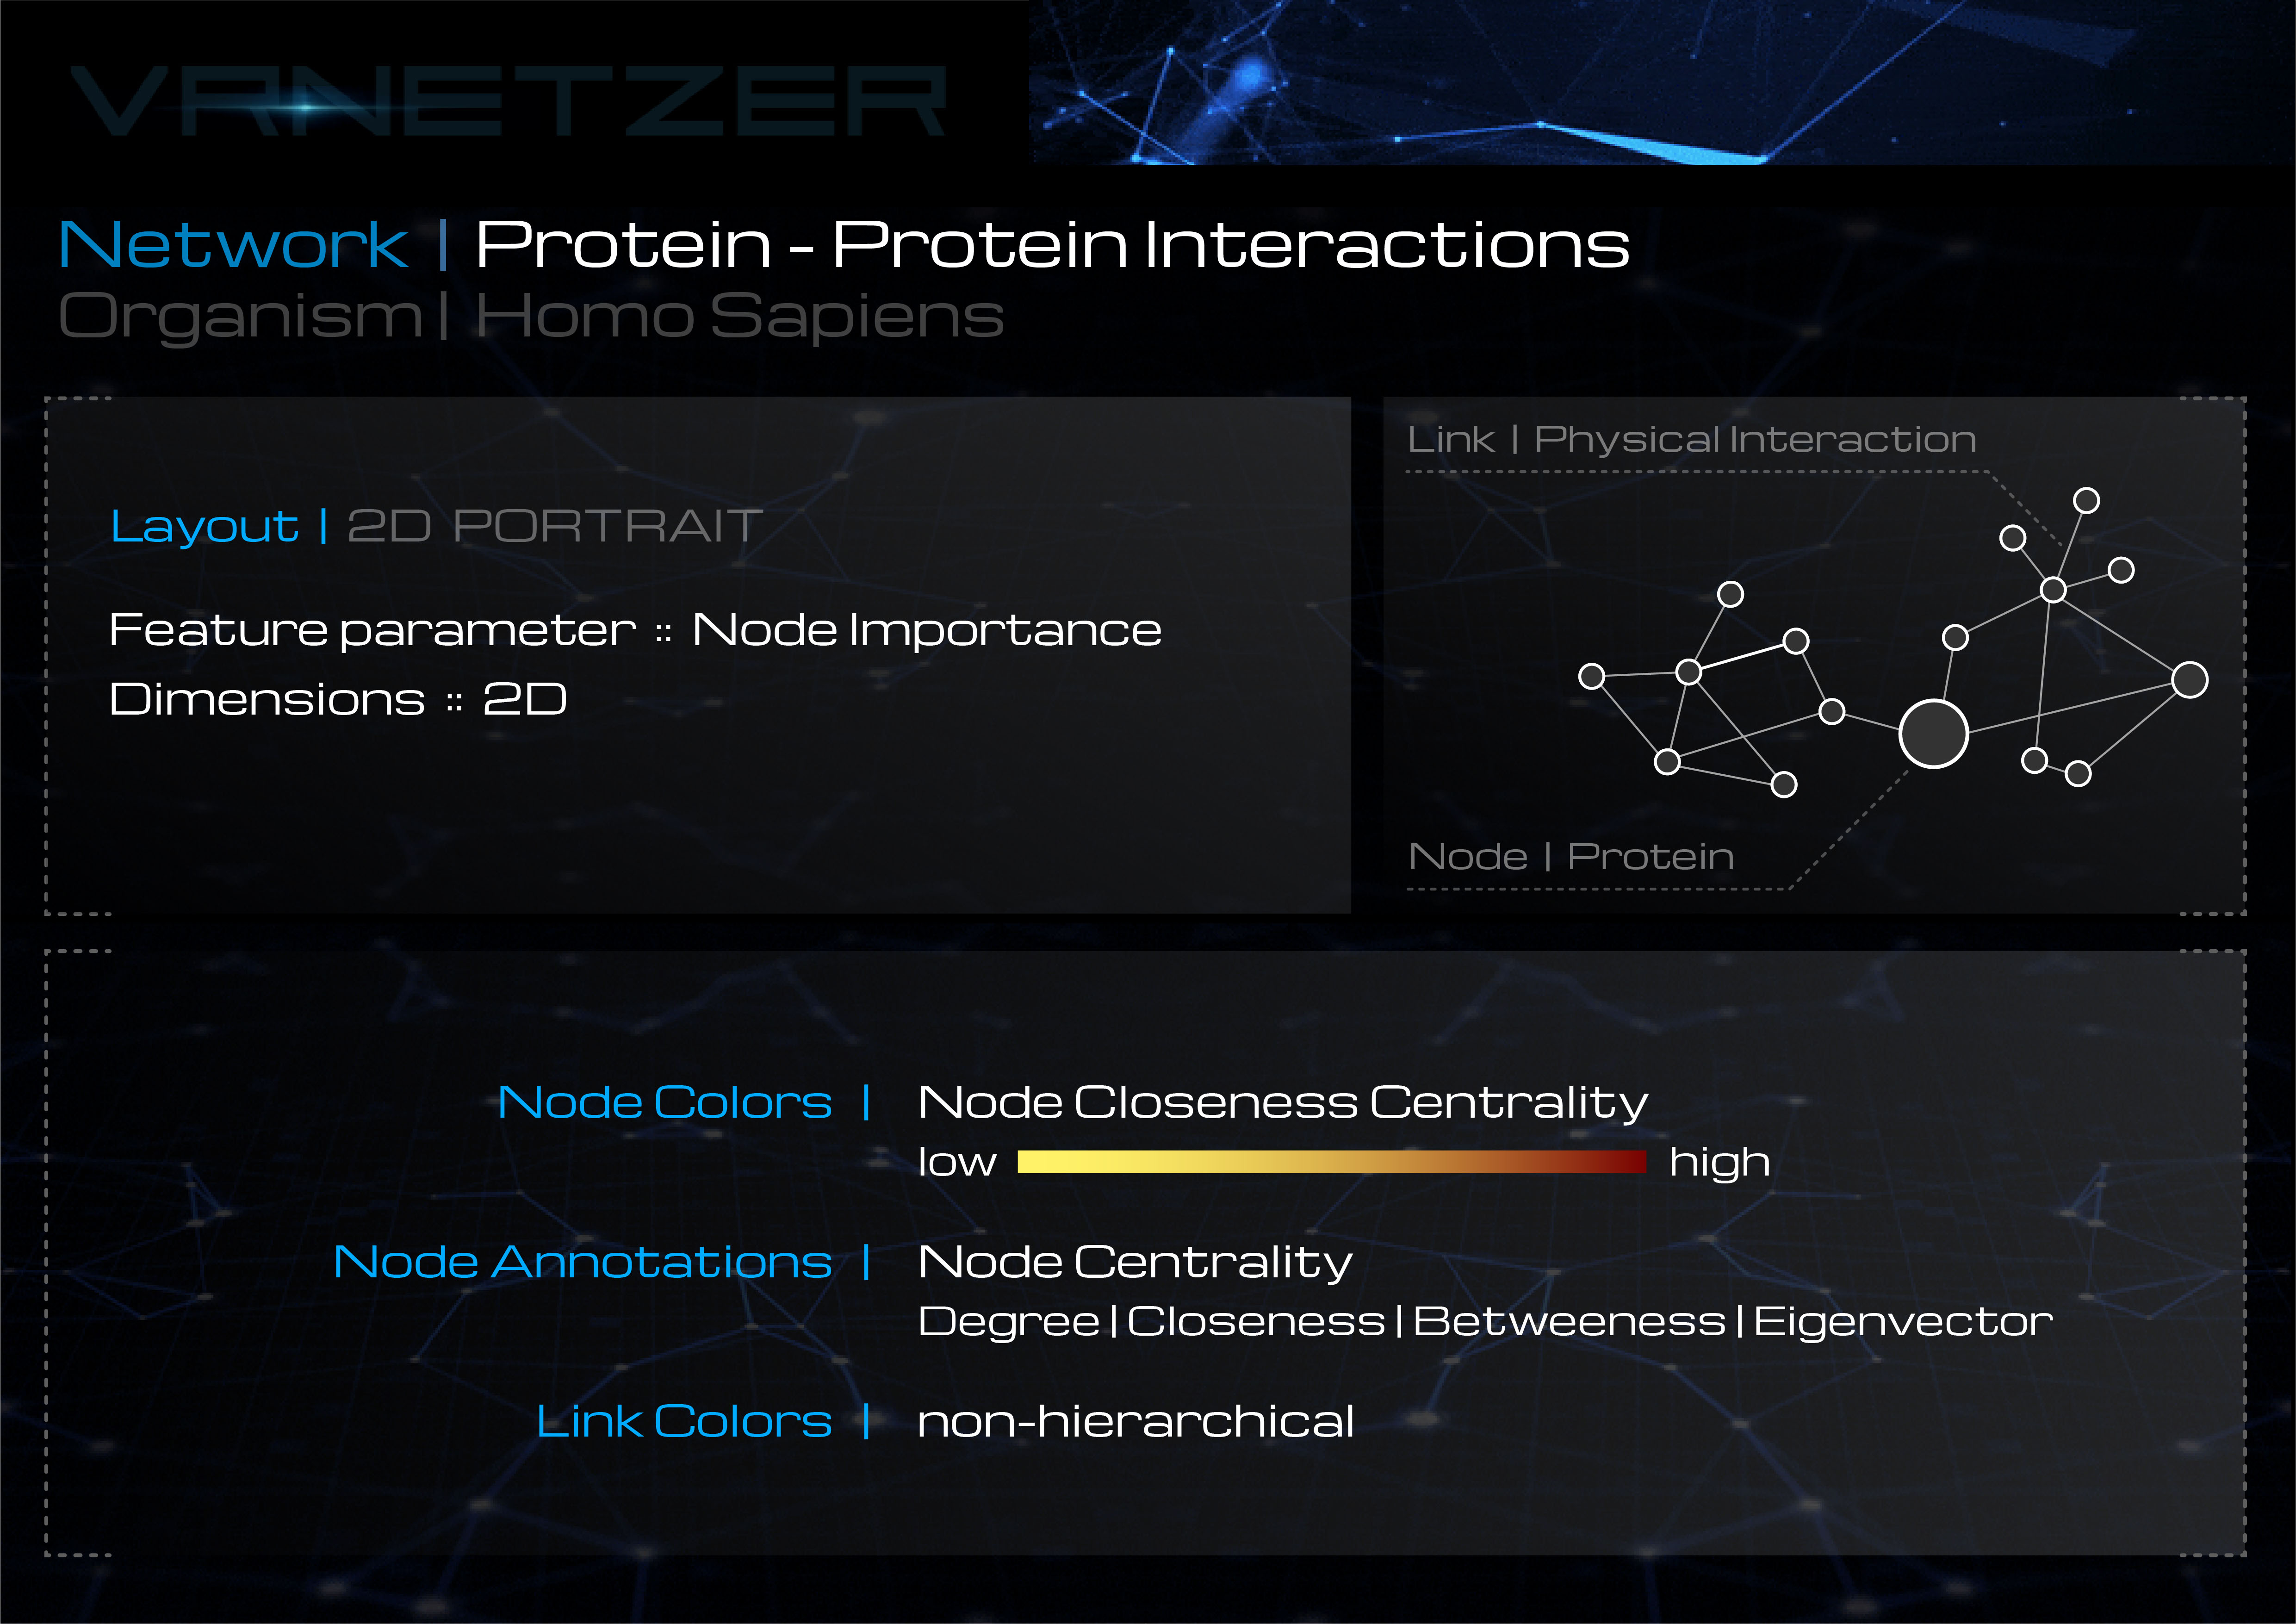 VRNETZER
Network | Protein - Protein Interactions
Organism | Homo Sapiens
Layout | 2D PORTRAIT
Feature parameter :: Node Importance
Dimensions :: 2D
Link | Physical Interaction
Node | Protein
Node Colors | Node Closeness Centrality
low high
Node Annotations | Node Centrality
Degree | Closeness | Betweeness | Eigenvector
Link Colors | non-hierarchical